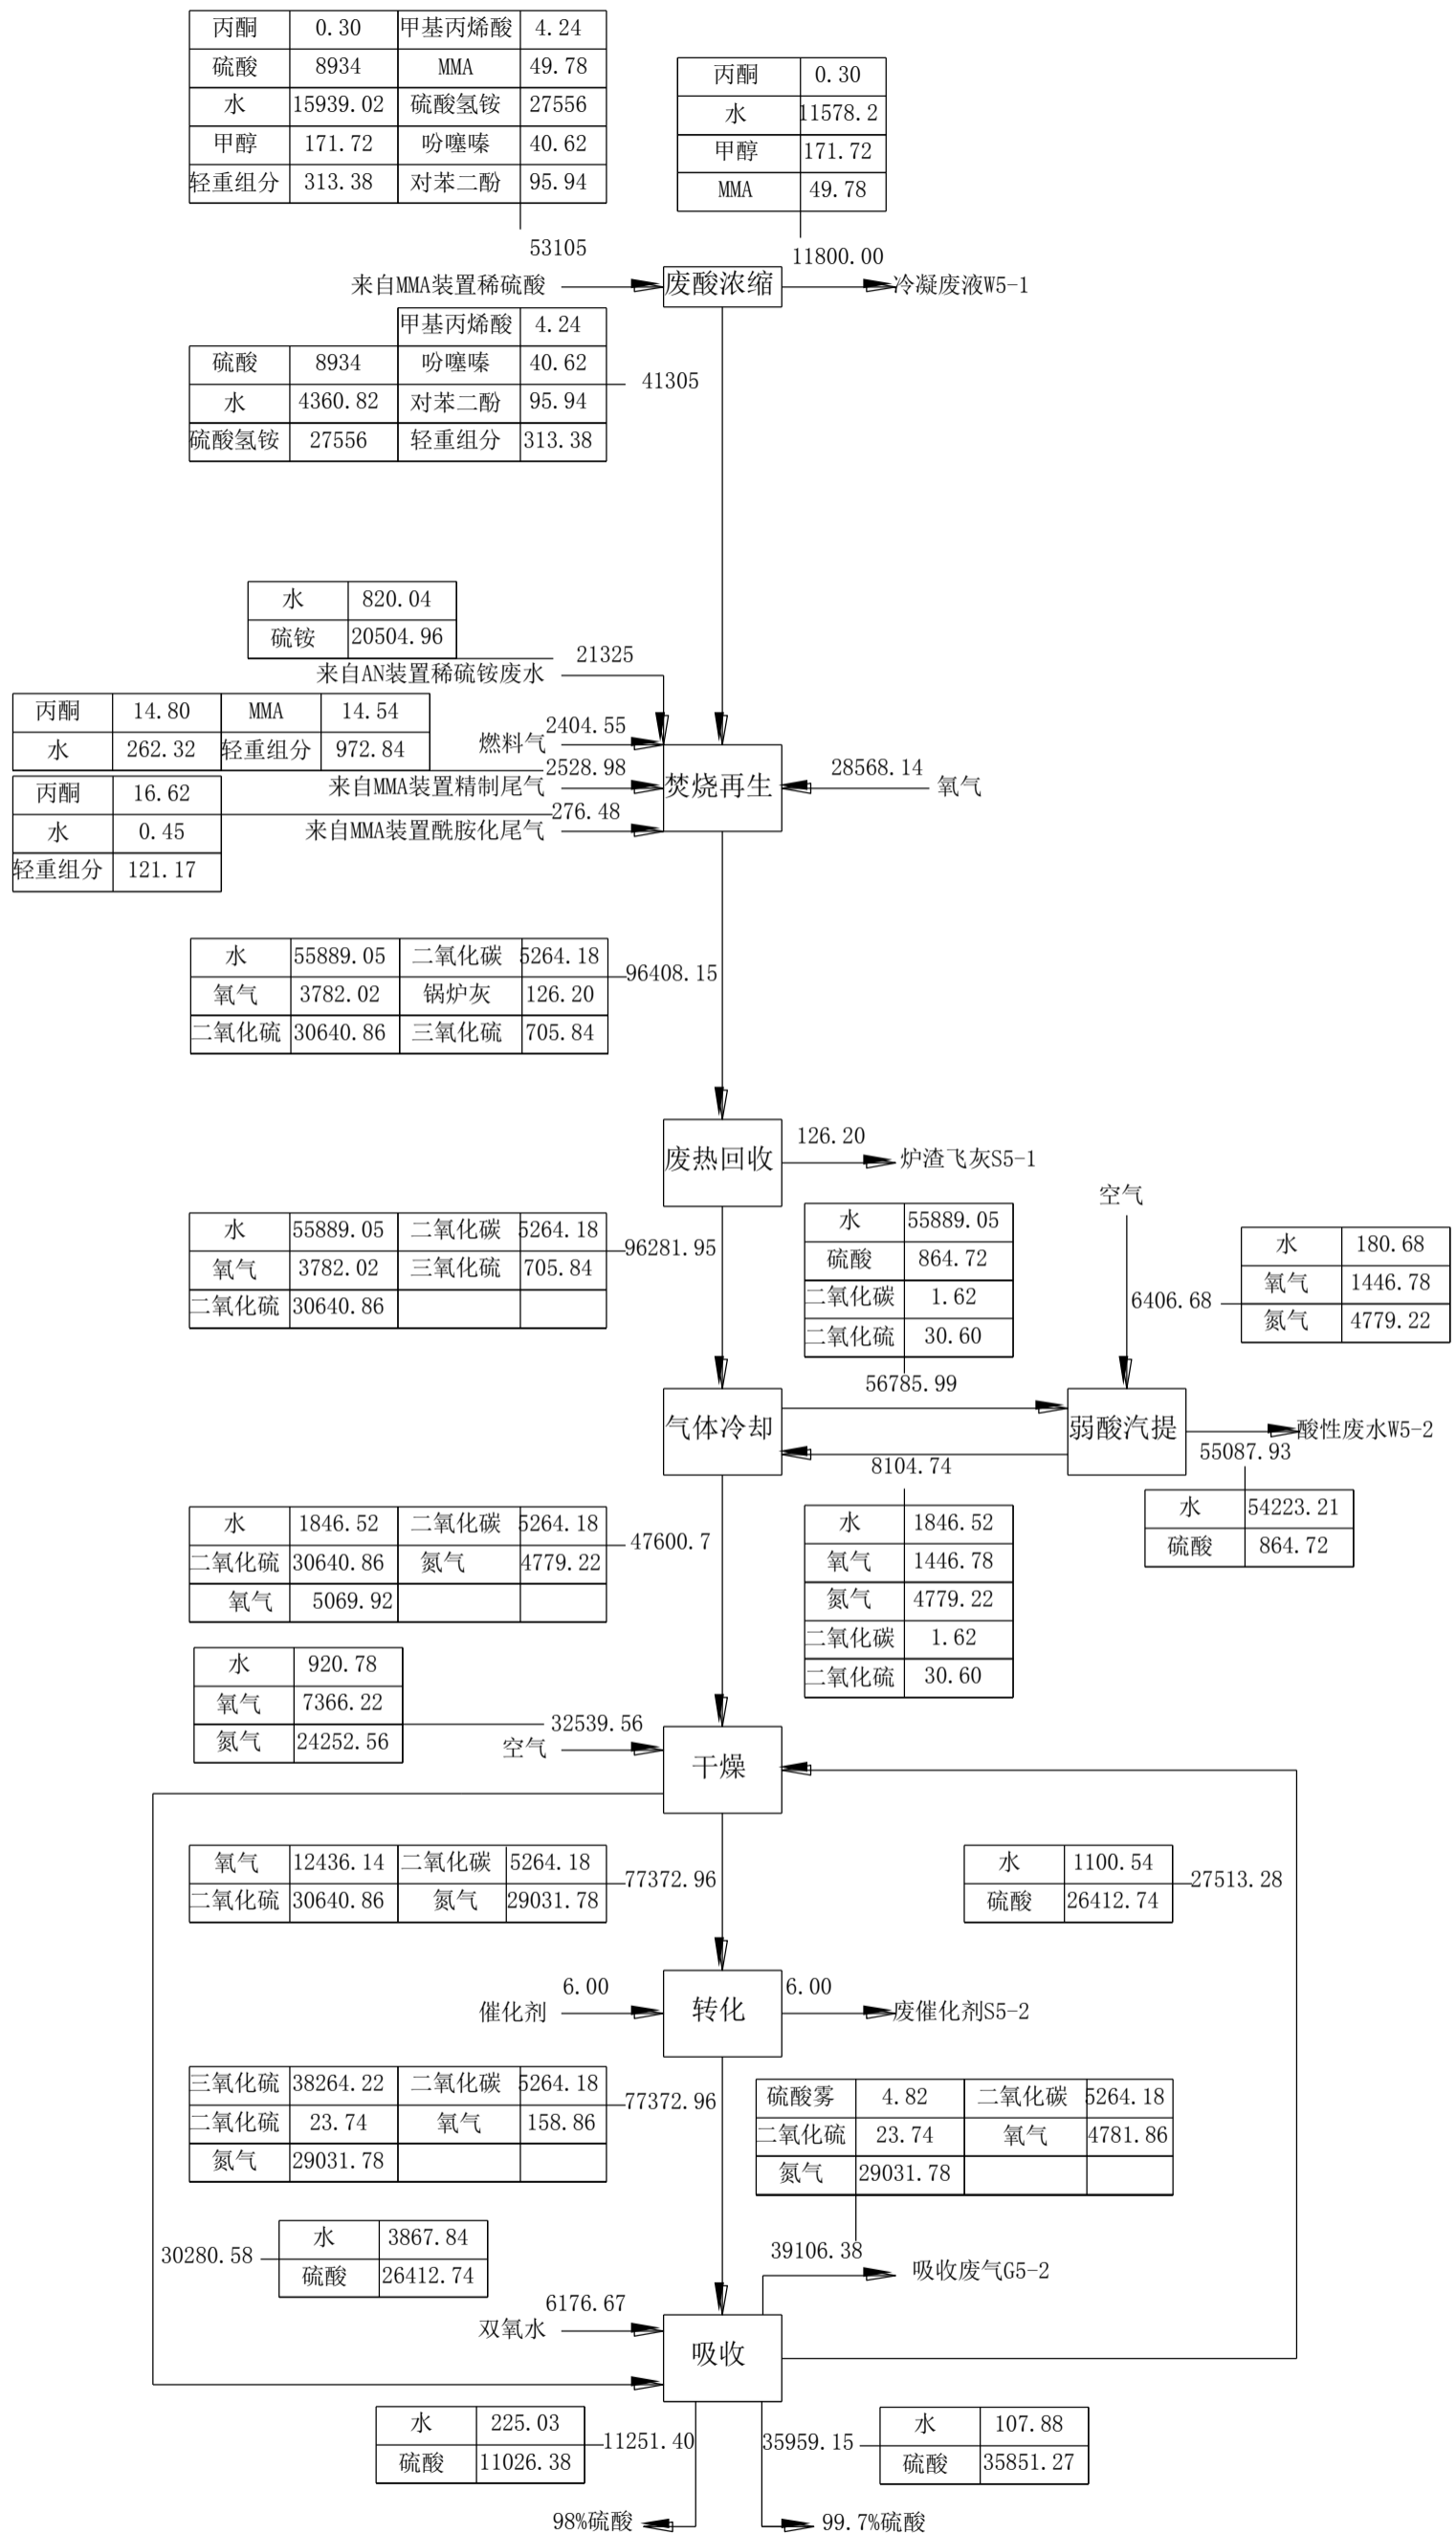 丙酮 0.30 甲基丙烯酸 4.24
硫酸 8934 MMA 49.78
水 15939.02 硫酸氢铵 27556
甲醇 171.72 吩噻嗪 40.62
轻重组分 313.38 对苯二酚 95.94
丙酮 0.30
水 11578.2
甲醇 171.72
MMA 49.78
53105
11800.00
来自MMA装置稀硫酸
废酸浓缩
冷凝废液W5-1
甲基丙烯酸 4.24
硫酸 8934 吩噻嗪 40.62
水 4360.82 对苯二酚 95.94
硫酸氢铵 27556 轻重组分 313.38
41305
水 820.04
硫铵 20504.96
21325
来自AN装置稀硫铵废水
丙酮 14.80 MMA 14.54
水 262.32 轻重组分 972.84
2404.55
燃料气
2528.98
来自MMA装置精制尾气
丙酮 16.62
水 0.45
轻重组分 121.17
276.48
来自MMA装置酰胺化尾气
焚烧再生
28568.14
氧气
水 55889.05 二氧化碳 5264.18
氧气 3782.02 锅炉灰 126.20
二氧化硫 30640.86 三氧化硫 705.84
96408.15
废热回收
126.20
炉渣飞灰S5-1
水 55889.05 二氧化碳 5264.18
氧气 3782.02 三氧化硫 705.84
二氧化硫 30640.86
96281.95
水 55889.05
硫酸 864.72
二氧化碳 1.62
二氧化硫 30.60
56785.99
空气
6406.68
水 180.68
氧气 1446.78
氮气 4779.22
气体冷却
弱酸汽提
酸性废水W5-2
55087.93
水 54223.21
硫酸 864.72
8104.74
水 1846.52
氧气 1446.78
氮气 4779.22
二氧化碳 1.62
二氧化硫 30.60
水 1846.52 二氧化碳 5264.18
二氧化硫 30640.86 氮气 4779.22
氧气 5069.92
47600.7
水 920.78
氧气 7366.22
氮气 24252.56
32539.56
空气
干燥
氧气 12436.14 二氧化碳 5264.18
二氧化硫 30640.86 氮气 29031.78
77372.96
水 1100.54
硫酸 26412.74
27513.28
6.00
催化剂
转化
6.00
废催化剂S5-2
三氧化硫 38264.22 二氧化碳 5264.18
二氧化硫 23.74 氧气 158.86
氮气 29031.78
77372.96
硫酸雾 4.82 二氧化碳 5264.18
二氧化硫 23.74 氧气 4781.86
氮气 29031.78
39106.38
吸收废气G5-2
30280.58
水 3867.84
硫酸 26412.74
6176.67
双氧水
吸收
水 225.03
硫酸 11026.38
11251.40
35959.15
水 107.88
硫酸 35851.27
98%硫酸
99.7%硫酸